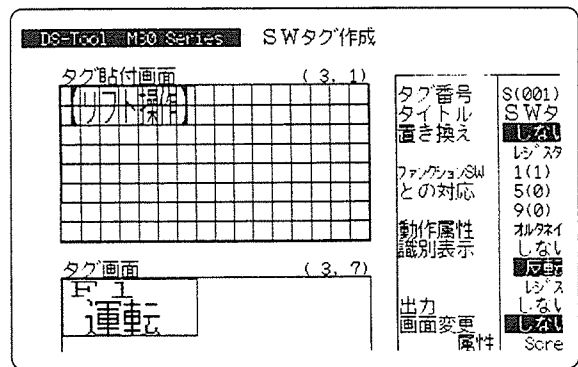 DS-Tool M30 Series SWタグ作成
タグ貼付画面 (3, 1)
【リフト操作】
タグ画面 (3, 7)
F1
運転
タグ番号 S(001)
タイトル SWタ
置き換え しない
レジスタ
ファンクションSW 1(1)
との対応 5(0)
9(0)
動作属性 オルタネイ
識別表示 しない
反転
レジス
出力 しない
画面変更 しない
属性 Scre